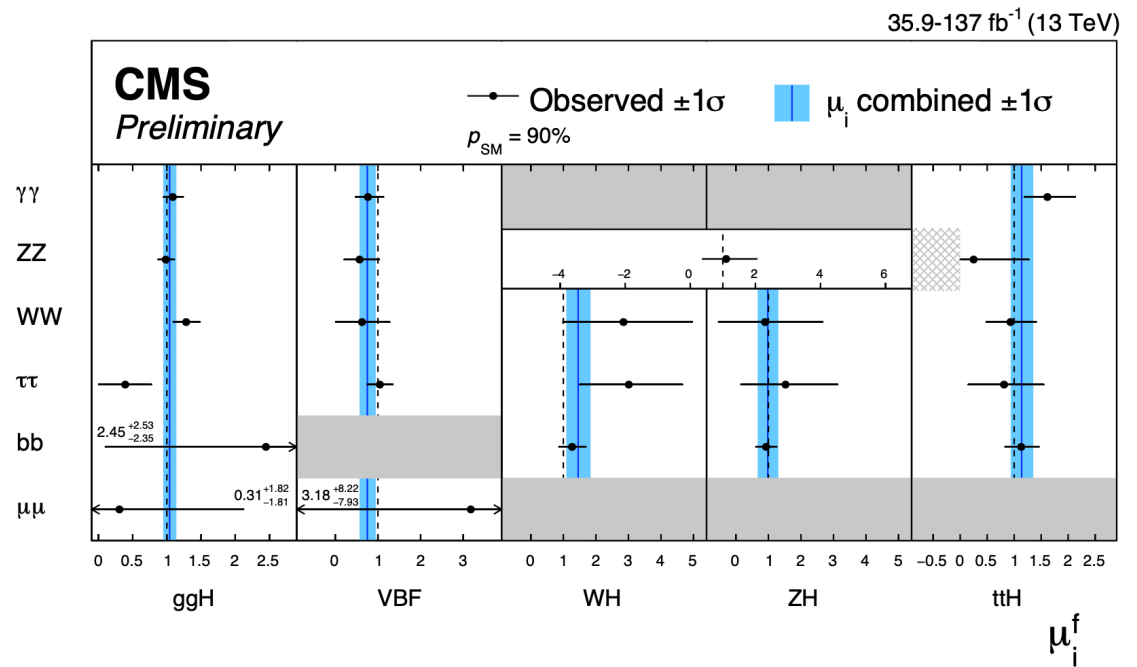 35.9-137 fb⁻¹ (13 TeV)
CMS
Preliminary
Observed ±1σ
p_SM = 90%
μ_i combined ±1σ
γγ
ZZ
−4 −2 0 2 4 6
WW
ττ
bb
2.45 +2.53 −2.35
μμ
0.31 +1.82 −1.81
3.18 +8.22 −7.93
0 0.5 1 1.5 2 2.5
0 1 2 3
0 1 2 3 4 5
0 1 2 3 4 5
−0.5 0 0.5 1 1.5 2 2.5
ggH
VBF
WH
ZH
ttH
μ_i^f